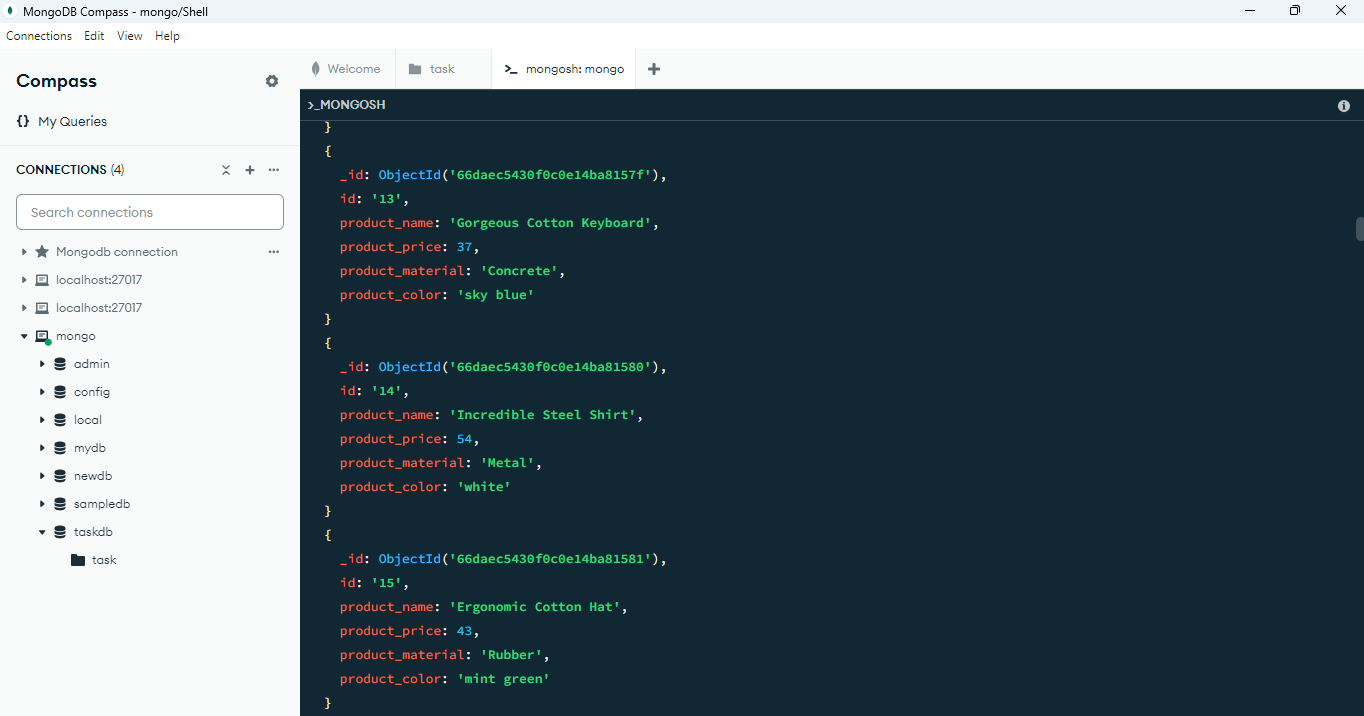 MongoDB Compass - mongo/Shell
Connections Edit View Help
Compass
{} My Queries
CONNECTIONS (4)
Search connections
Mongodb connection
localhost:27017
localhost:27017
mongo
admin
config
local
mydb
newdb
sampledb
taskdb
task
Welcome task >_ mongosh: mongo
>_MONGOSH
}
{
_id: ObjectId('66daec5430f0c0e14ba8157f'),
id: '13',
product_name: 'Gorgeous Cotton Keyboard',
product_price: 37,
product_material: 'Concrete',
product_color: 'sky blue'
}
{
_id: ObjectId('66daec5430f0c0e14ba81580'),
id: '14',
product_name: 'Incredible Steel Shirt',
product_price: 54,
product_material: 'Metal',
product_color: 'white'
}
{
_id: ObjectId('66daec5430f0c0e14ba81581'),
id: '15',
product_name: 'Ergonomic Cotton Hat',
product_price: 43,
product_material: 'Rubber',
product_color: 'mint green'
}